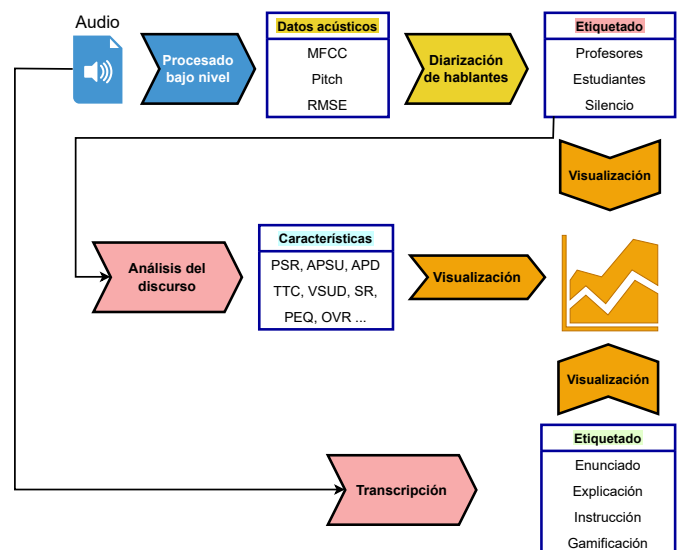 Audio
Procesado
bajo nivel
Datos acústicos
MFCC
Pitch
RMSE
Diarización
de hablantes
Etiquetado
Profesores
Estudiantes
Silencio
Visualización
Análisis del
discurso
Características
PSR, APSU, APD
TTC, VSUD, SR,
PEQ, OVR ...
Visualización
Visualización
Transcripción
Etiquetado
Enunciado
Explicación
Instrucción
Gamificación